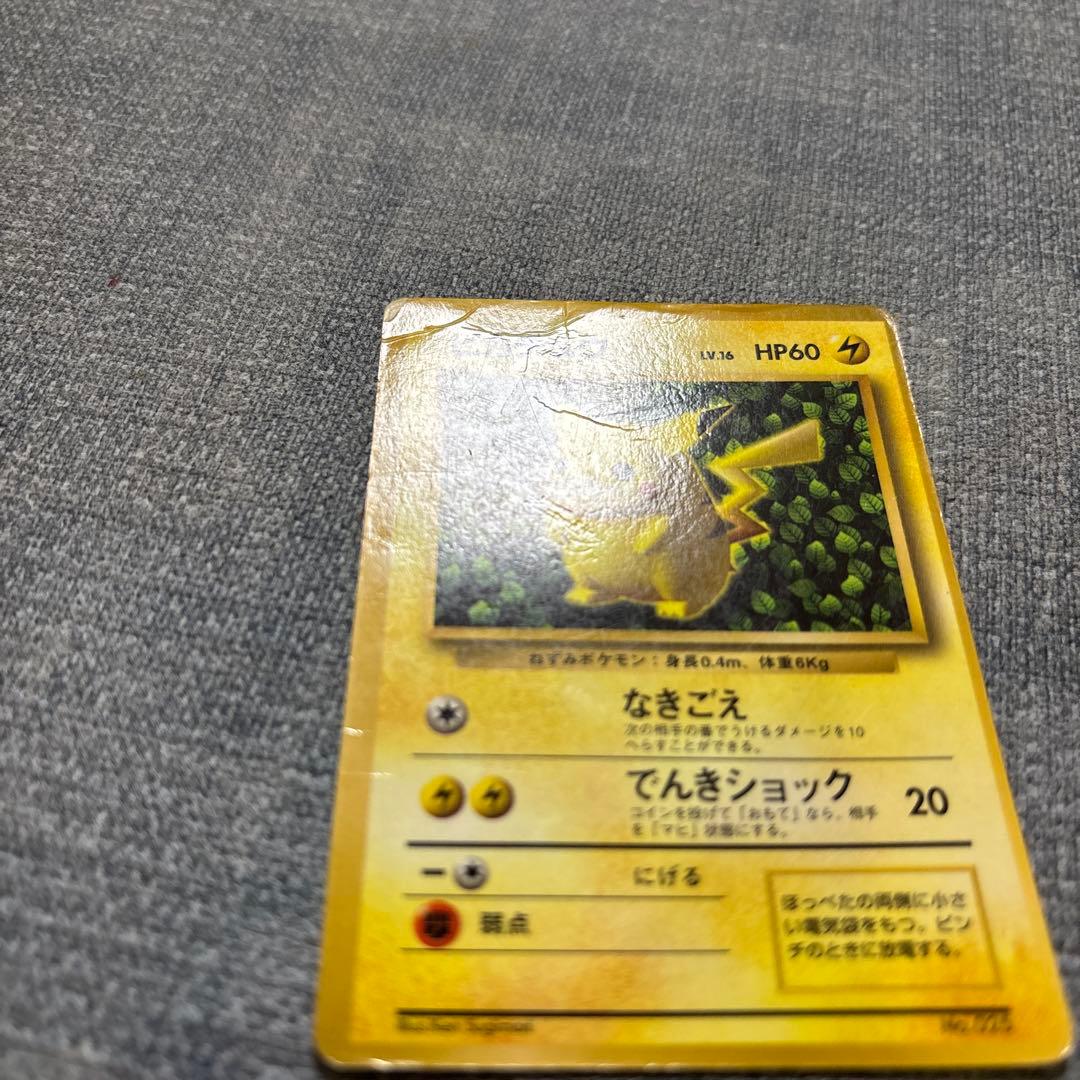 LV.16 HP60
ねずみポケモン：身長0.4m、体重6Kg
なきごえ
次の相手の番でうけるダメージを10
へらすことができる。
でんきショック 20
コインを投げて「おもて」なら、相手
を「マヒ」状態にする。
にげる
弱点
ほっぺたの両側に小さ
い電気袋をもつ。ピン
チのときに放電する。
No.025